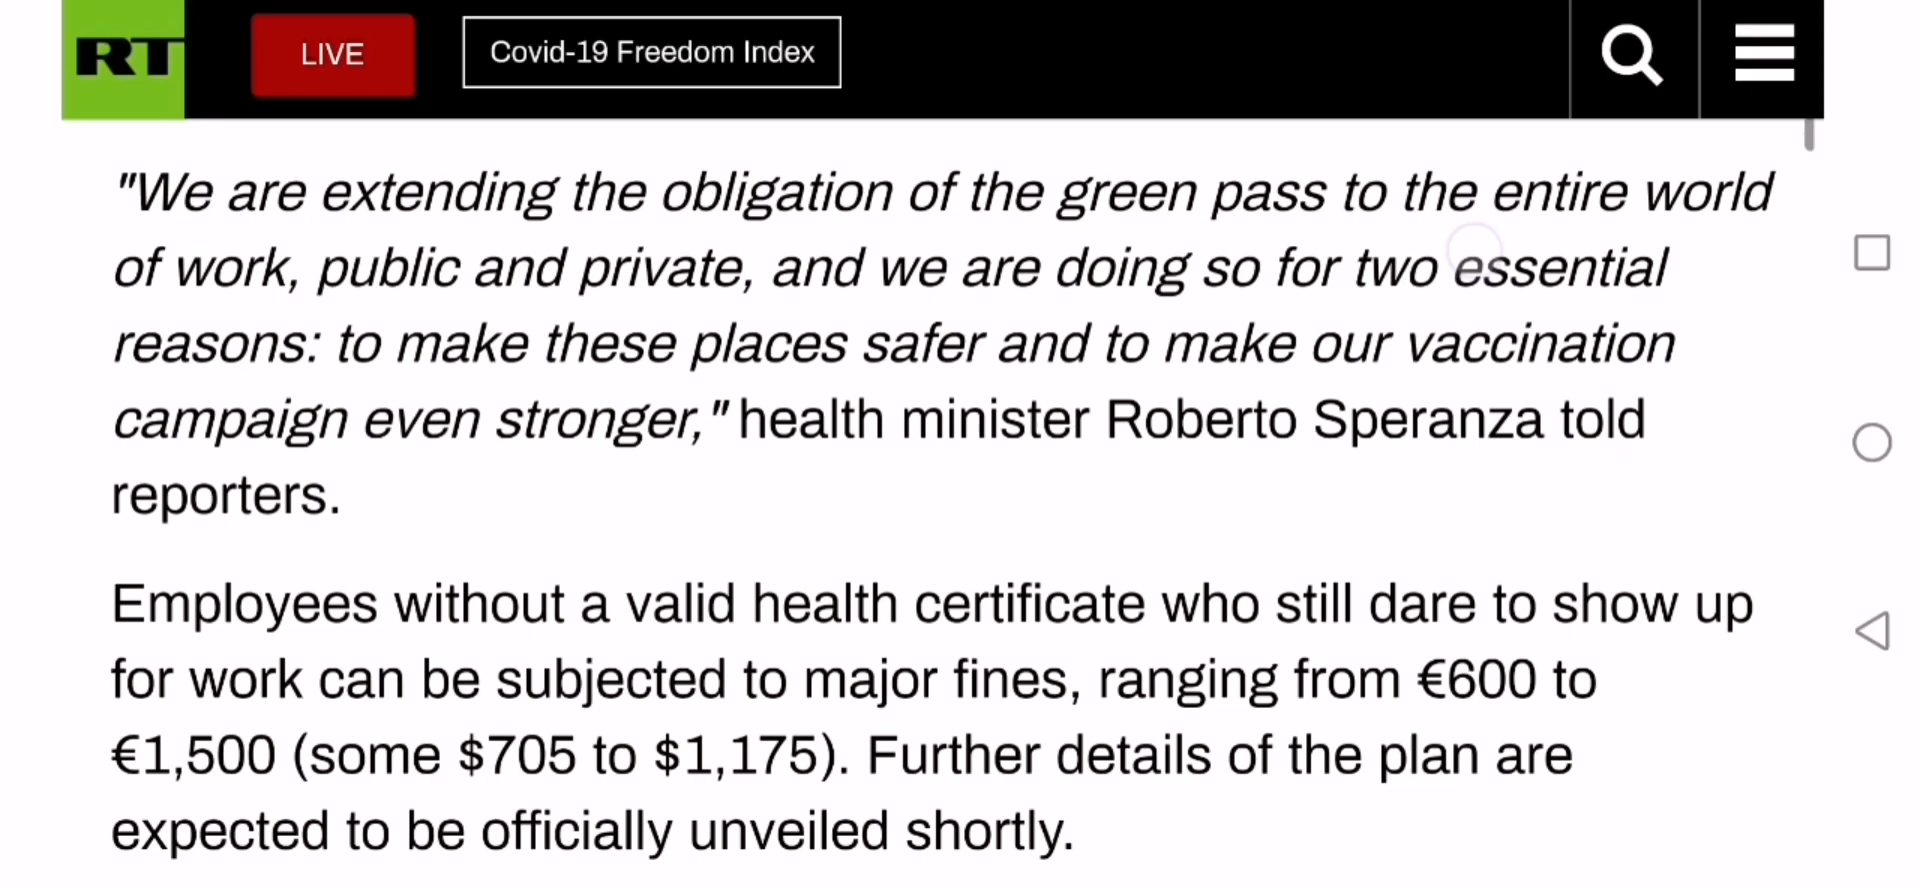 RT
LIVE
Covid-19 Freedom Index
"We are extending the obligation of the green pass to the entire world
of work, public and private, and we are doing so for two essential
reasons: to make these places safer and to make our vaccination
campaign even stronger," health minister Roberto Speranza told
reporters.
Employees without a valid health certificate who still dare to show up
for work can be subjected to major fines, ranging from €600 to
€1,500 (some $705 to $1,175). Further details of the plan are
expected to be officially unveiled shortly.